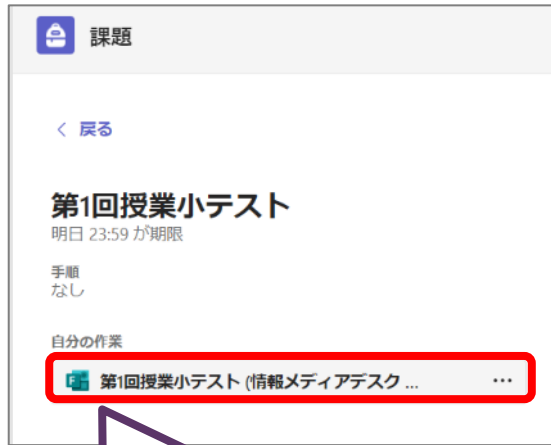 課題
< 戻る
第1回授業小テスト
明日 23:59 が期限
手順
なし
自分の作業
第1回授業小テスト (情報メディアデスク ... ...